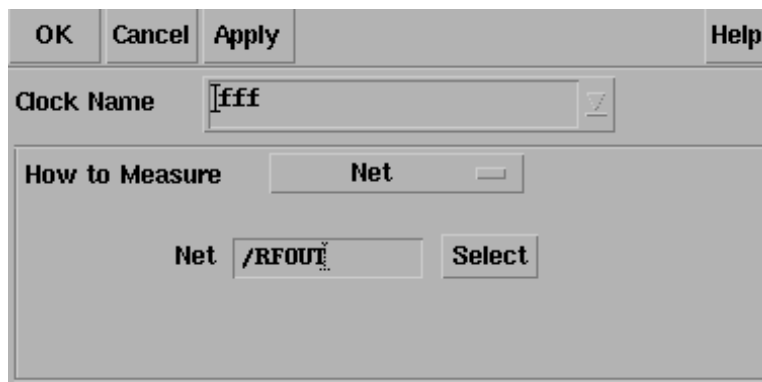 OK Cancel Apply Help
Clock Name fff
How to Measure Net
Net /RFOUT Select